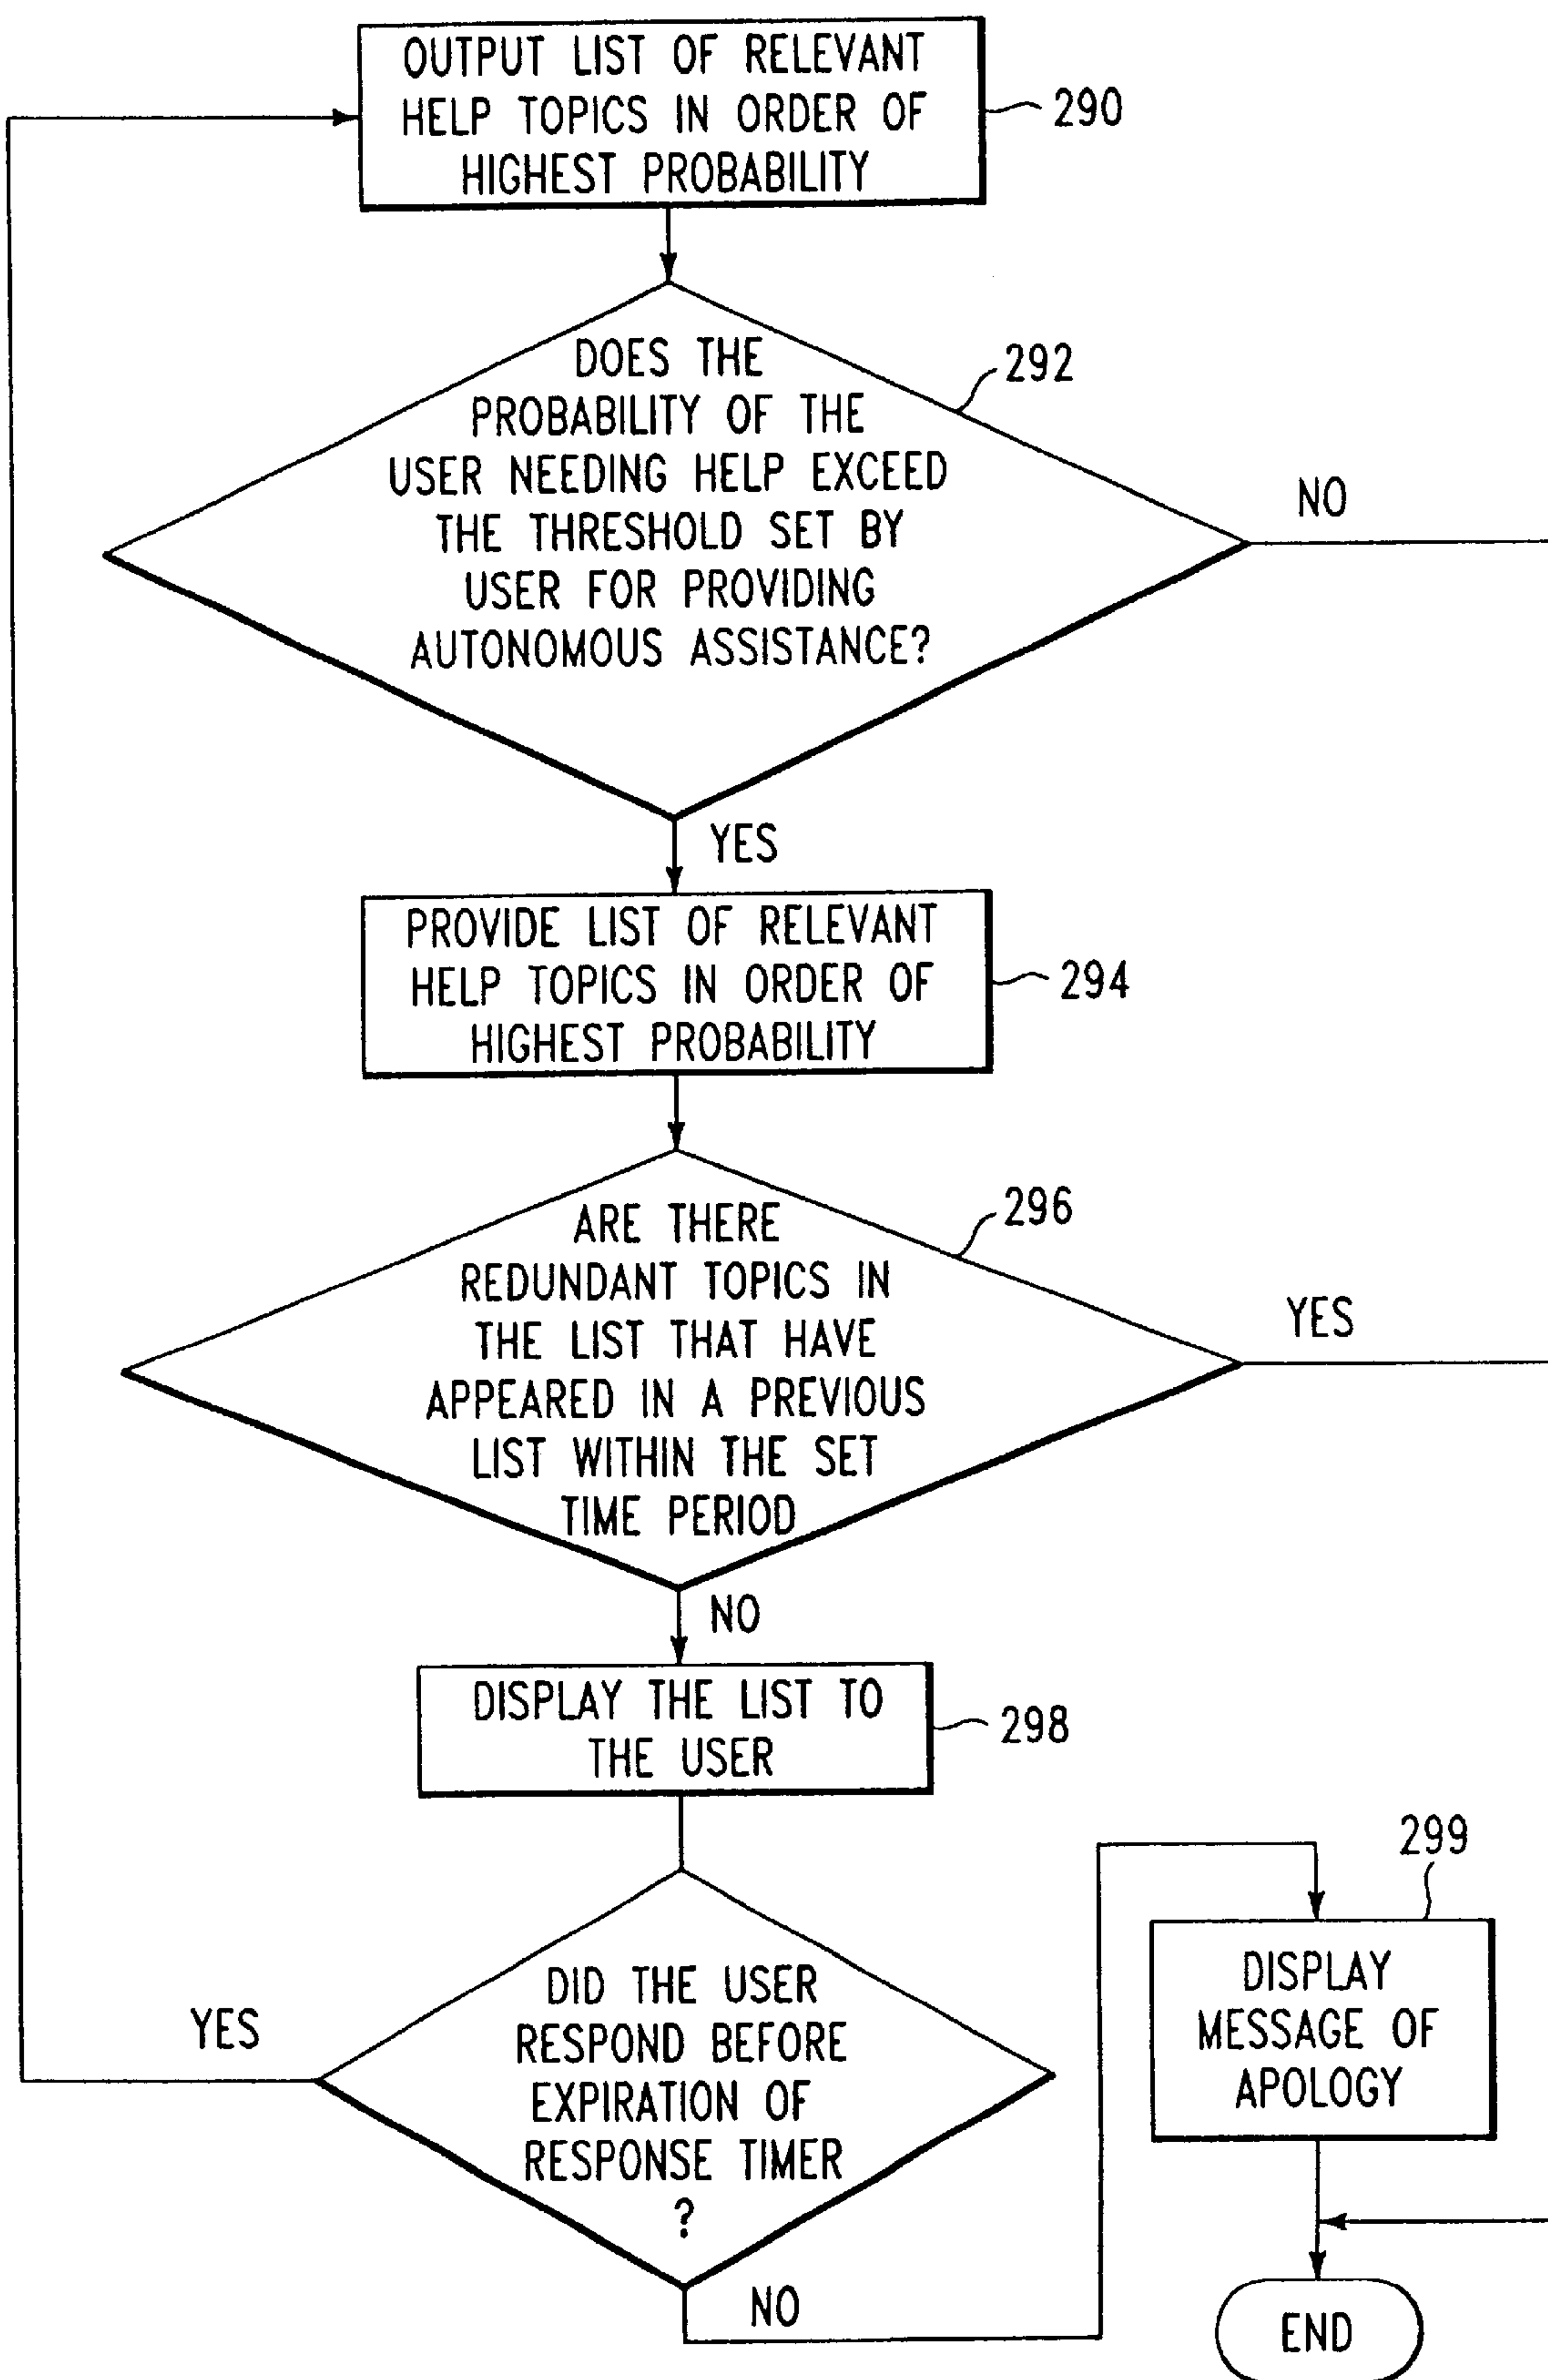 OUTPUT LIST OF RELEVANT
HELP TOPICS IN ORDER OF
HIGHEST PROBABILITY
290
DOES THE
PROBABILITY OF THE
USER NEEDING HELP EXCEED
THE THRESHOLD SET BY
USER FOR PROVIDING
AUTONOMOUS ASSISTANCE?
292
NO
YES
PROVIDE LIST OF RELEVANT
HELP TOPICS IN ORDER OF
HIGHEST PROBABILITY
294
ARE THERE
REDUNDANT TOPICS IN
THE LIST THAT HAVE
APPEARED IN A PREVIOUS
LIST WITHIN THE SET
TIME PERIOD
296
YES
NO
DISPLAY THE LIST TO
THE USER
298
DID THE USER
RESPOND BEFORE
EXPIRATION OF
RESPONSE TIMER
?
YES
NO
299
DISPLAY
MESSAGE OF
APOLOGY
END